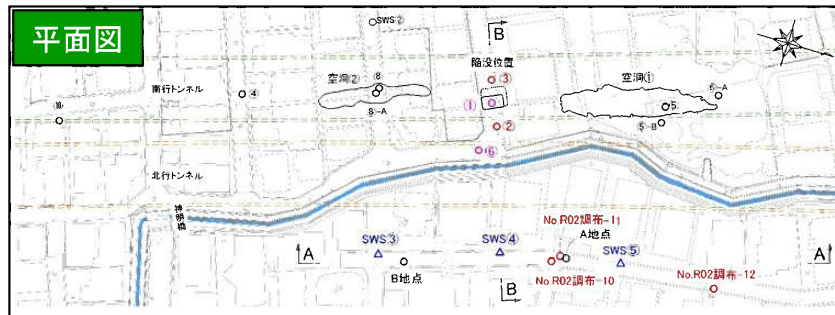 平面図
SWS②
B
陥没位置
③
空洞②
⑧
8-A
①
空洞①
5-A
⑤
5-B
南行トンネル
④
⑩
②
⑥
北行トンネル
神明橋
A
SWS③
SWS④
No.R02調布-11
A地点
SWS⑤
A
B地点
No.R02調布-10
No.R02調布-12
B